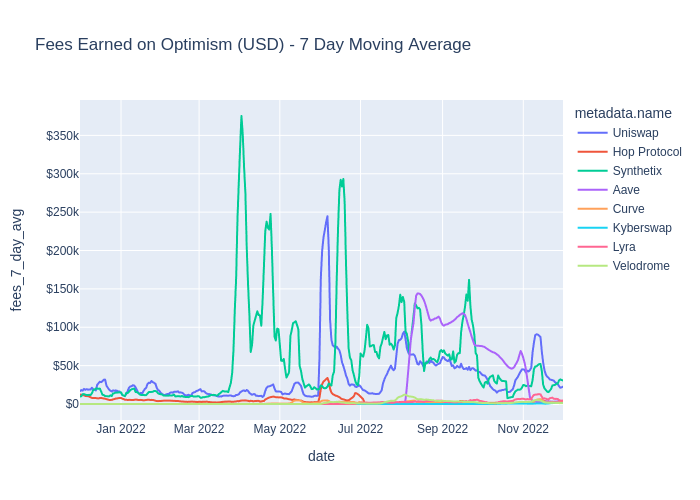 Fees Earned on Optimism (USD) - 7 Day Moving Average
metadata.name
Uniswap
Hop Protocol
Synthetix
Aave
Curve
Kyberswap
Lyra
Velodrome
fees_7_day_avg
$350k
$300k
$250k
$200k
$150k
$100k
$50k
$0
Jan 2022
Mar 2022
May 2022
Jul 2022
Sep 2022
Nov 2022
date